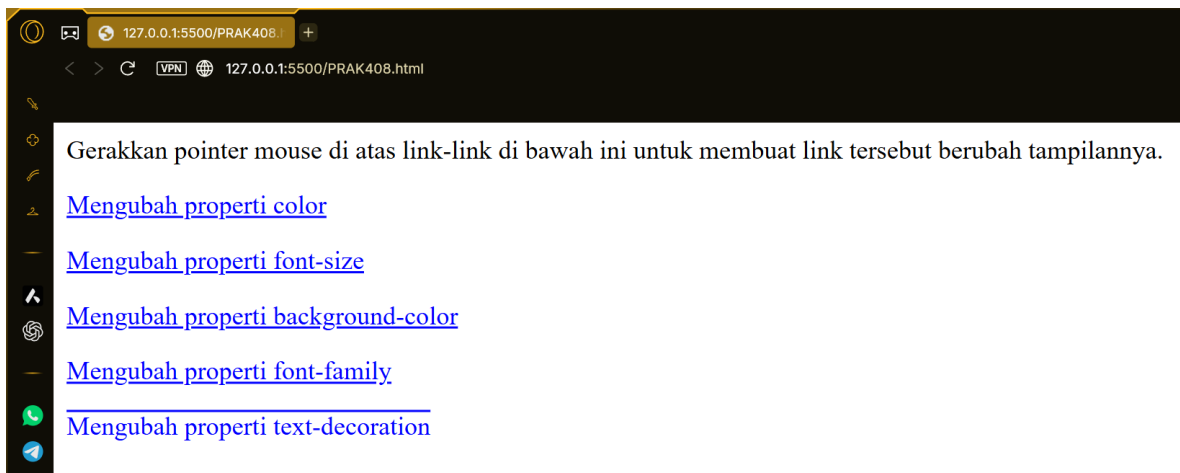 127.0.0.1:5500/PRAK408.h
VPN 127.0.0.1:5500/PRAK408.html
Gerakkan pointer mouse di atas link-link di bawah ini untuk membuat link tersebut berubah tampilannya.
Mengubah properti color
Mengubah properti font-size
Mengubah properti background-color
Mengubah properti font-family
Mengubah properti text-decoration